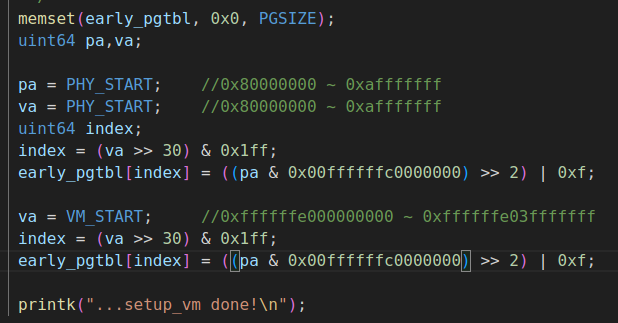 memset(early_pgtbl, 0x0, PGSIZE);
uint64 pa,va;
pa = PHY_START;    //0x80000000 ~ 0xafffffff
va = PHY_START;    //0x80000000 ~ 0xafffffff
uint64 index;
index = (va >> 30) & 0x1ff;
early_pgtbl[index] = ((pa & 0x00ffffffc0000000) >> 2) | 0xf;
va = VM_START;     //0xffffffe000000000 ~ 0xffffffe03fffffff
index = (va >> 30) & 0x1ff;
early_pgtbl[index] = ((pa & 0x00ffffffc0000000) >> 2) | 0xf;
printk("...setup_vm done!\n");